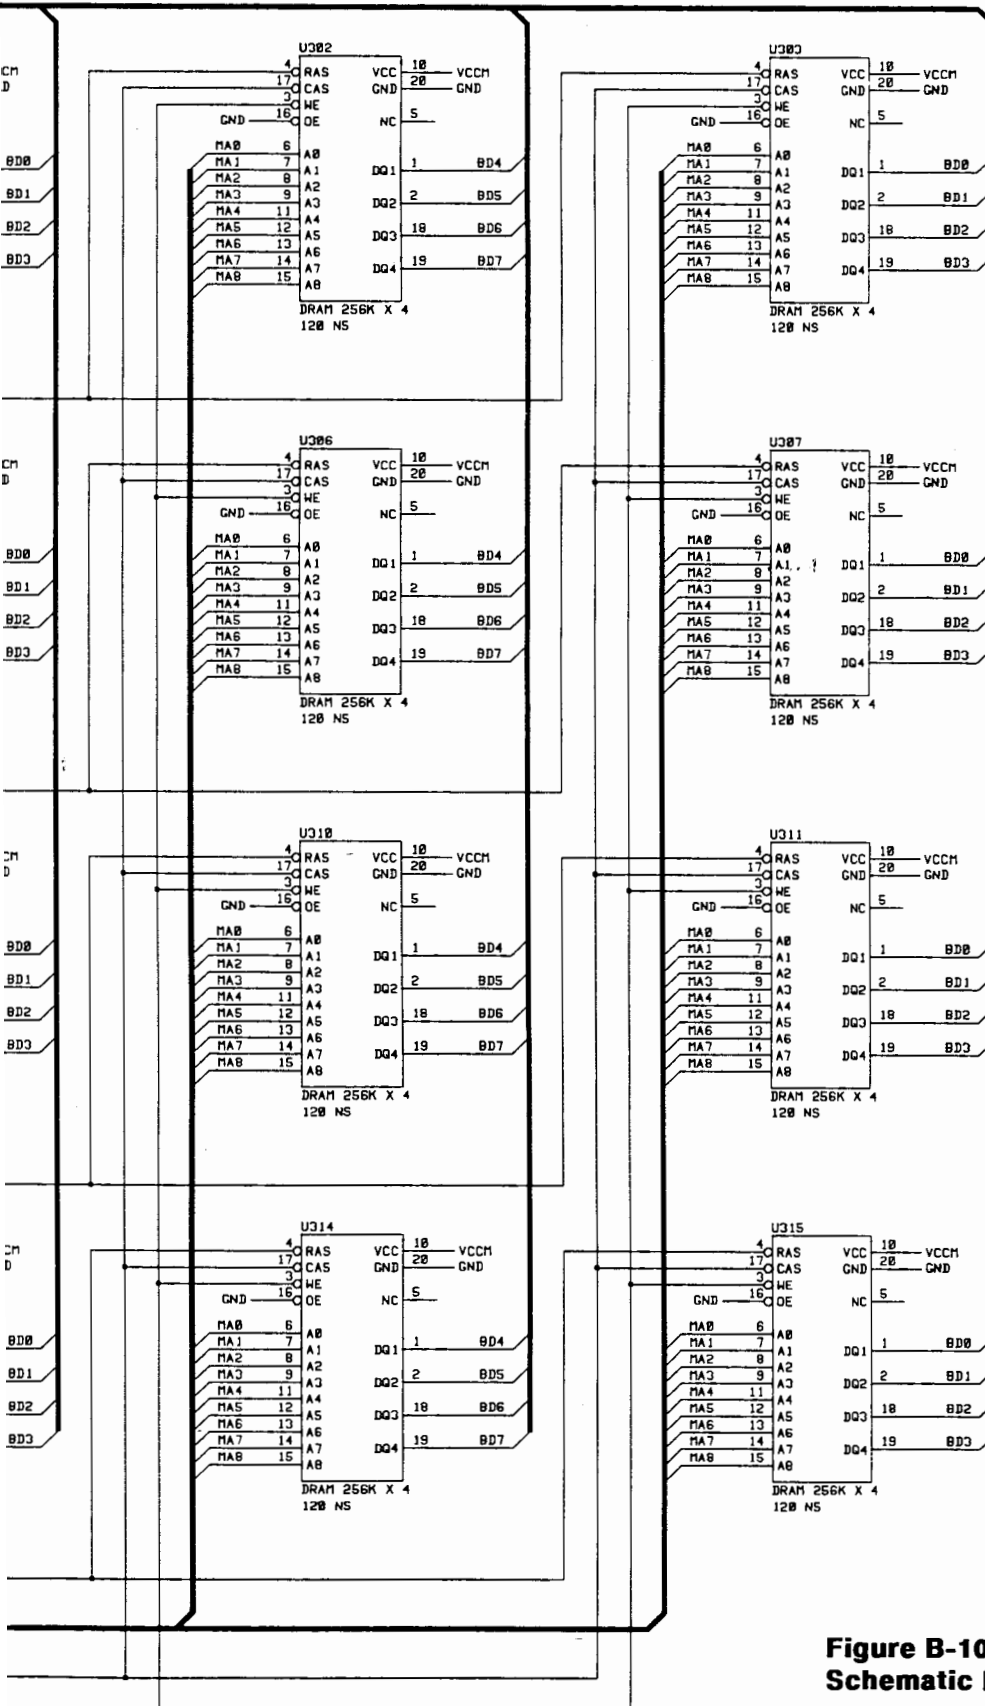 U302
4 RAS VCC 10 VCCM
17 CAS GND 20 GND
3 WE
GND 16 OE NC 5
MA0 6 A0
MA1 7 A1 DQ1 1 BD4
MA2 8 A2
MA3 9 A3 DQ2 2 BD5
MA4 11 A4
MA5 12 A5 DQ3 18 BD6
MA6 13 A6
MA7 14 A7 DQ4 19 BD7
MA8 15 A8
DRAM 256K X 4
120 NS
U303
4 RAS VCC 10 VCCM
17 CAS GND 20 GND
3 WE
GND 16 OE NC 5
MA0 6 A0
MA1 7 A1 DQ1 1 BD0
MA2 8 A2
MA3 9 A3 DQ2 2 BD1
MA4 11 A4
MA5 12 A5 DQ3 18 BD2
MA6 13 A6
MA7 14 A7 DQ4 19 BD3
MA8 15 A8
DRAM 256K X 4
120 NS
CM
D
BD0
BD1
BD2
BD3
U306
4 RAS VCC 10 VCCM
17 CAS GND 20 GND
3 WE
GND 16 OE NC 5
MA0 6 A0
MA1 7 A1 DQ1 1 BD4
MA2 8 A2
MA3 9 A3 DQ2 2 BD5
MA4 11 A4
MA5 12 A5 DQ3 18 BD6
MA6 13 A6
MA7 14 A7 DQ4 19 BD7
MA8 15 A8
DRAM 256K X 4
120 NS
U307
4 RAS VCC 10 VCCM
17 CAS GND 20 GND
3 WE
GND 16 OE NC 5
MA0 6 A0
MA1 7 A1 DQ1 1 BD0
MA2 8 A2
MA3 9 A3 DQ2 2 BD1
MA4 11 A4
MA5 12 A5 DQ3 18 BD2
MA6 13 A6
MA7 14 A7 DQ4 19 BD3
MA8 15 A8
DRAM 256K X 4
120 NS
CM
D
BD0
BD1
BD2
BD3
U310
4 RAS VCC 10 VCCM
17 CAS GND 20 GND
3 WE
GND 16 OE NC 5
MA0 6 A0
MA1 7 A1 DQ1 1 BD4
MA2 8 A2
MA3 9 A3 DQ2 2 BD5
MA4 11 A4
MA5 12 A5 DQ3 18 BD6
MA6 13 A6
MA7 14 A7 DQ4 19 BD7
MA8 15 A8
DRAM 256K X 4
120 NS
U311
4 RAS VCC 10 VCCM
17 CAS GND 20 GND
3 WE
GND 16 OE NC 5
MA0 6 A0
MA1 7 A1 DQ1 1 BD0
MA2 8 A2
MA3 9 A3 DQ2 2 BD1
MA4 11 A4
MA5 12 A5 DQ3 18 BD2
MA6 13 A6
MA7 14 A7 DQ4 19 BD3
MA8 15 A8
DRAM 256K X 4
120 NS
CM
D
BD0
BD1
BD2
BD3
U314
4 RAS VCC 10 VCCM
17 CAS GND 20 GND
3 WE
GND 16 OE NC 5
MA0 6 A0
MA1 7 A1 DQ1 1 BD4
MA2 8 A2
MA3 9 A3 DQ2 2 BD5
MA4 11 A4
MA5 12 A5 DQ3 18 BD6
MA6 13 A6
MA7 14 A7 DQ4 19 BD7
MA8 15 A8
DRAM 256K X 4
120 NS
U315
4 RAS VCC 10 VCCM
17 CAS GND 20 GND
3 WE
GND 16 OE NC 5
MA0 6 A0
MA1 7 A1 DQ1 1 BD0
MA2 8 A2
MA3 9 A3 DQ2 2 BD1
MA4 11 A4
MA5 12 A5 DQ3 18 BD2
MA6 13 A6
MA7 14 A7 DQ4 19 BD3
MA8 15 A8
DRAM 256K X 4
120 NS
CM
D
BD0
BD1
BD2
BD3
Figure B-10
Schematic